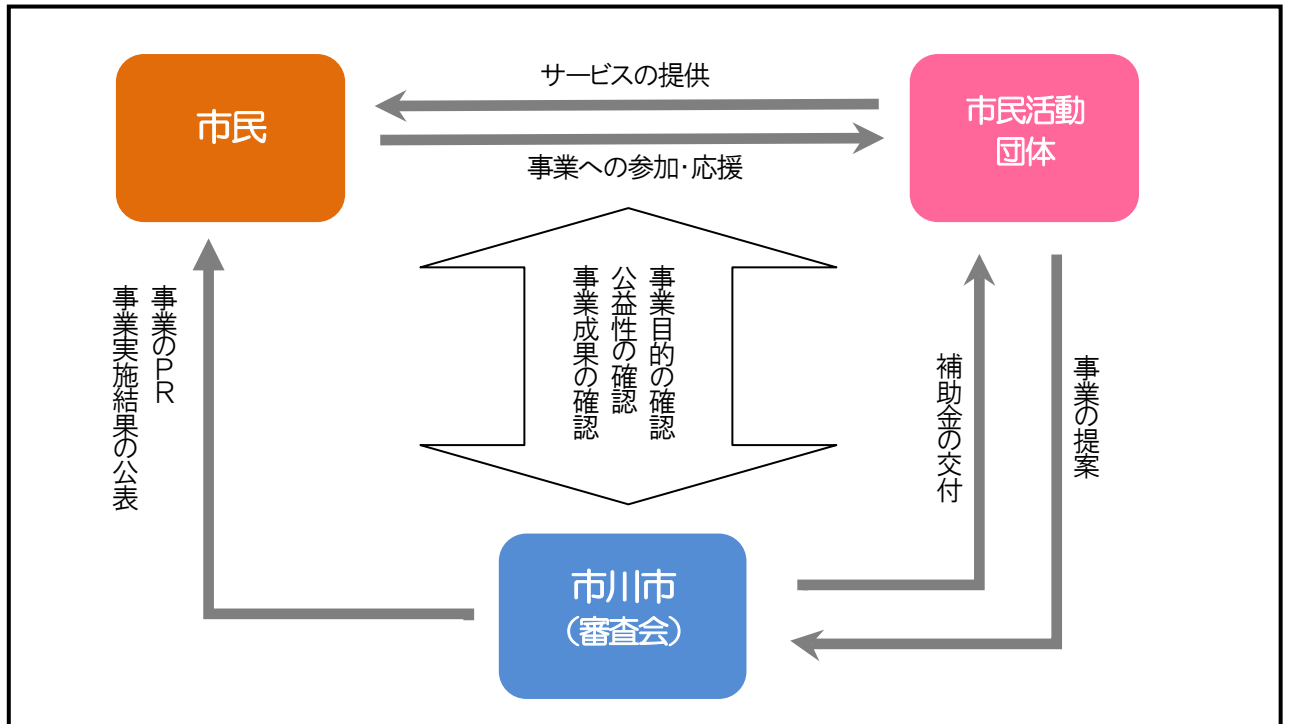 サービスの提供
市民
市民活動
団体
事業への参加・応援
事業目的の確認
公益性の確認
事業成果の確認
事業のPR
事業実施結果の公表
補助金の交付
事業の提案
市川市
（審査会）